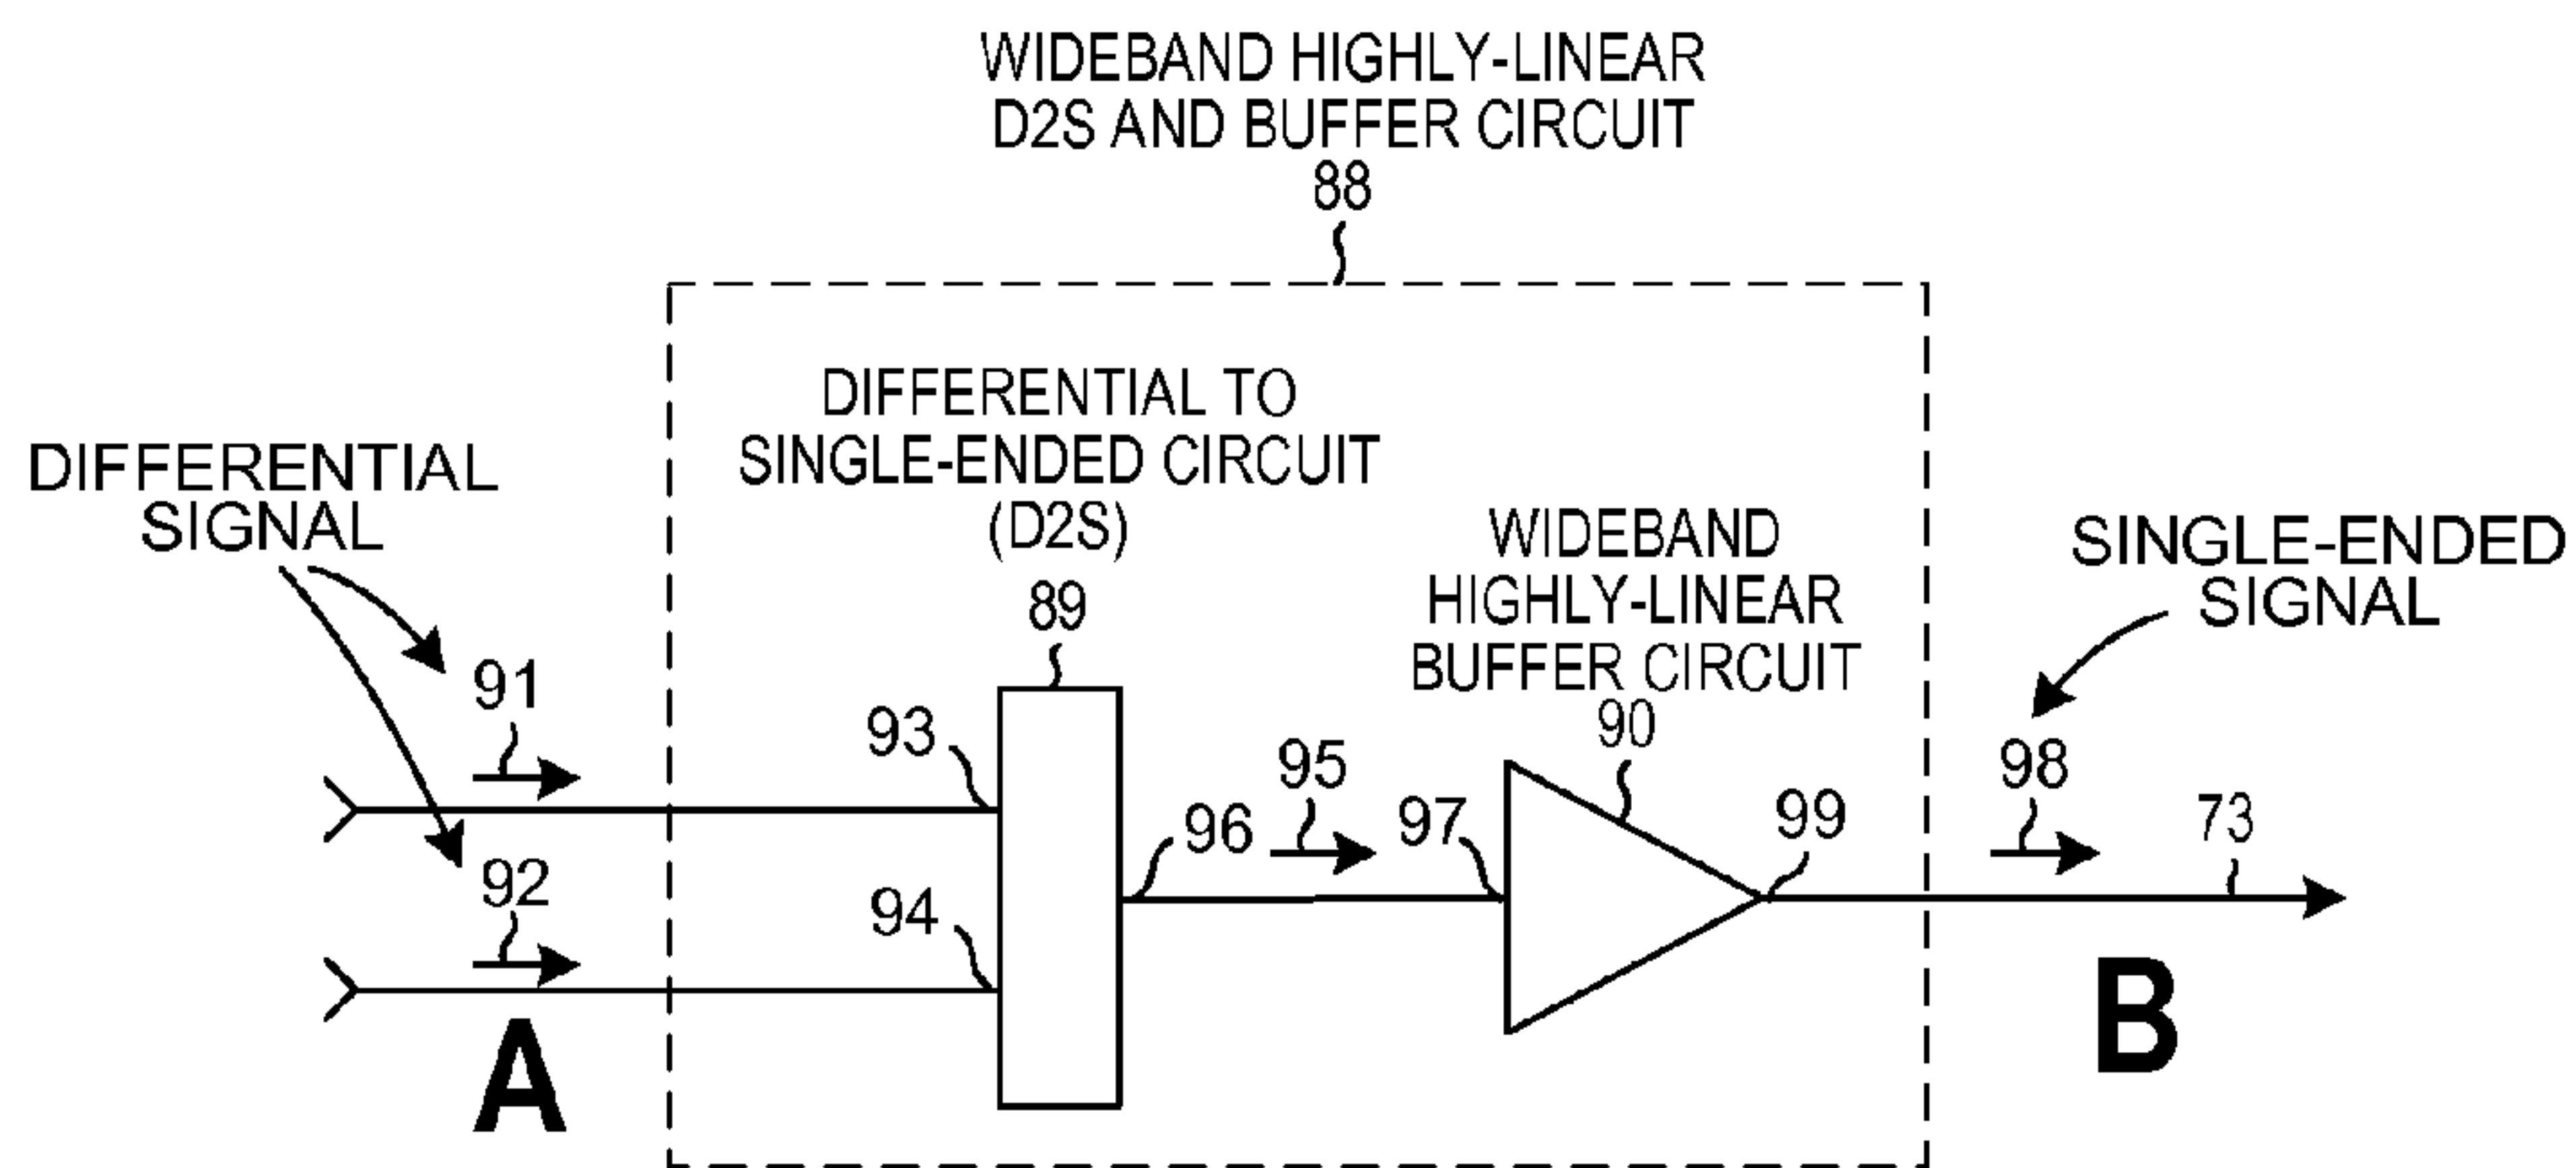 WIDEBAND HIGHLY-LINEAR
D2S AND BUFFER CIRCUIT
88
DIFFERENTIAL TO
SINGLE-ENDED CIRCUIT
(D2S)
89
DIFFERENTIAL
SIGNAL
WIDEBAND
HIGHLY-LINEAR
BUFFER CIRCUIT
90
SINGLE-ENDED
SIGNAL
91
92
93
94
95
96
97
99
98
73
A
B